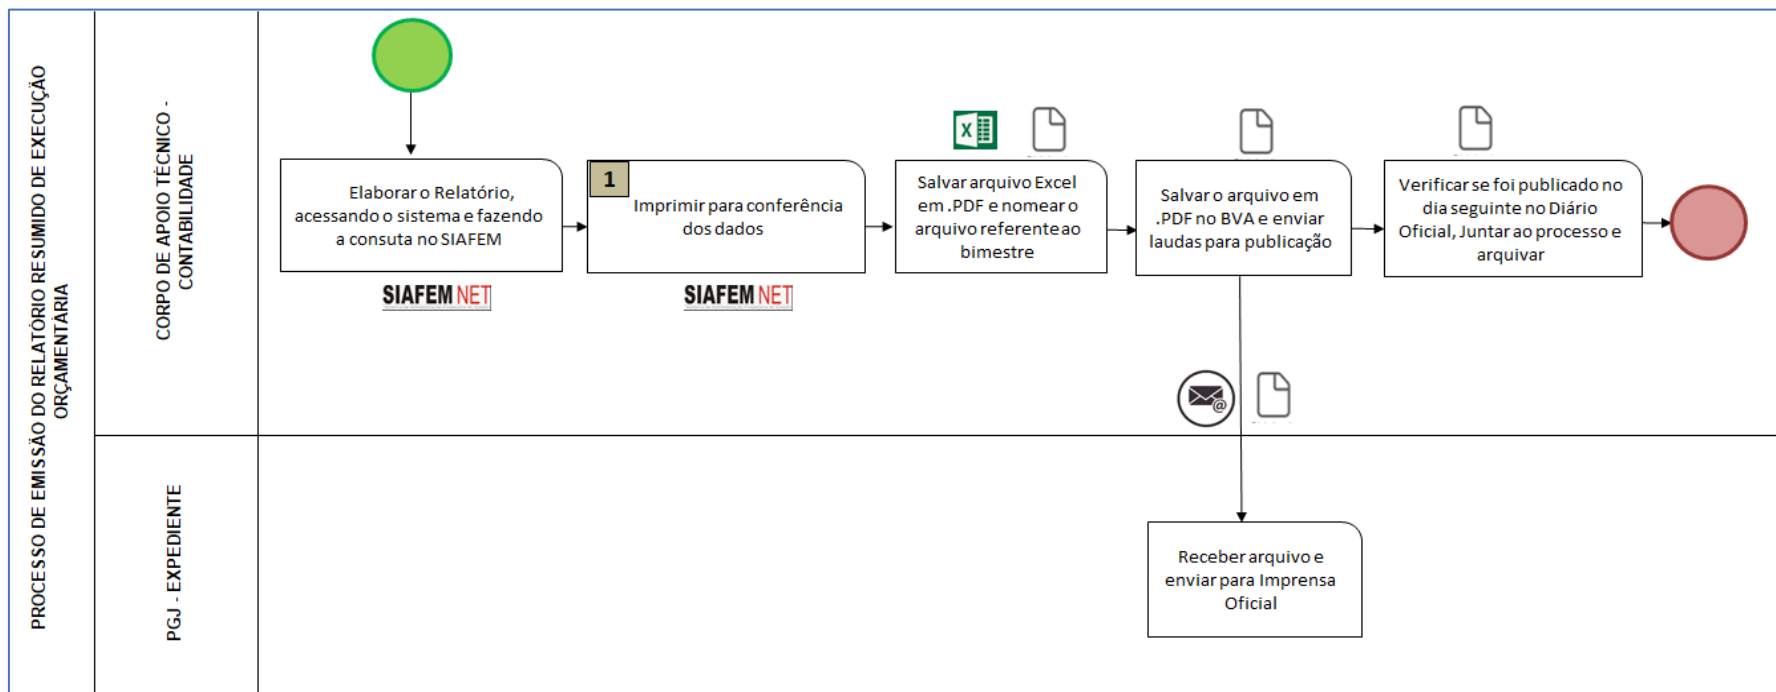 PROCESSO DE EMISSÃO DO RELATÓRIO RESUMIDO DE EXECUÇÃO
ORÇAMENTÁRIA
CORPO DE APOIO TÉCNICO -
CONTABILIDADE
Elaborar o Relatório,
acessando o sistema e fazendo
a consuta no SIAFEM
SIAFEM NET
1
Imprimir para conferência
dos dados
SIAFEM NET
Salvar arquivo Excel
em .PDF e nomear o
arquivo referente ao
bimestre
Salvar o arquivo em
.PDF no BVA e enviar
laudas para publicação
Verificar se foi publicado no
dia seguinte no Diário
Oficial, Juntar ao processo e
arquivar
PGJ - EXPEDIENTE
Receber arquivo e
enviar para Imprensa
Oficial